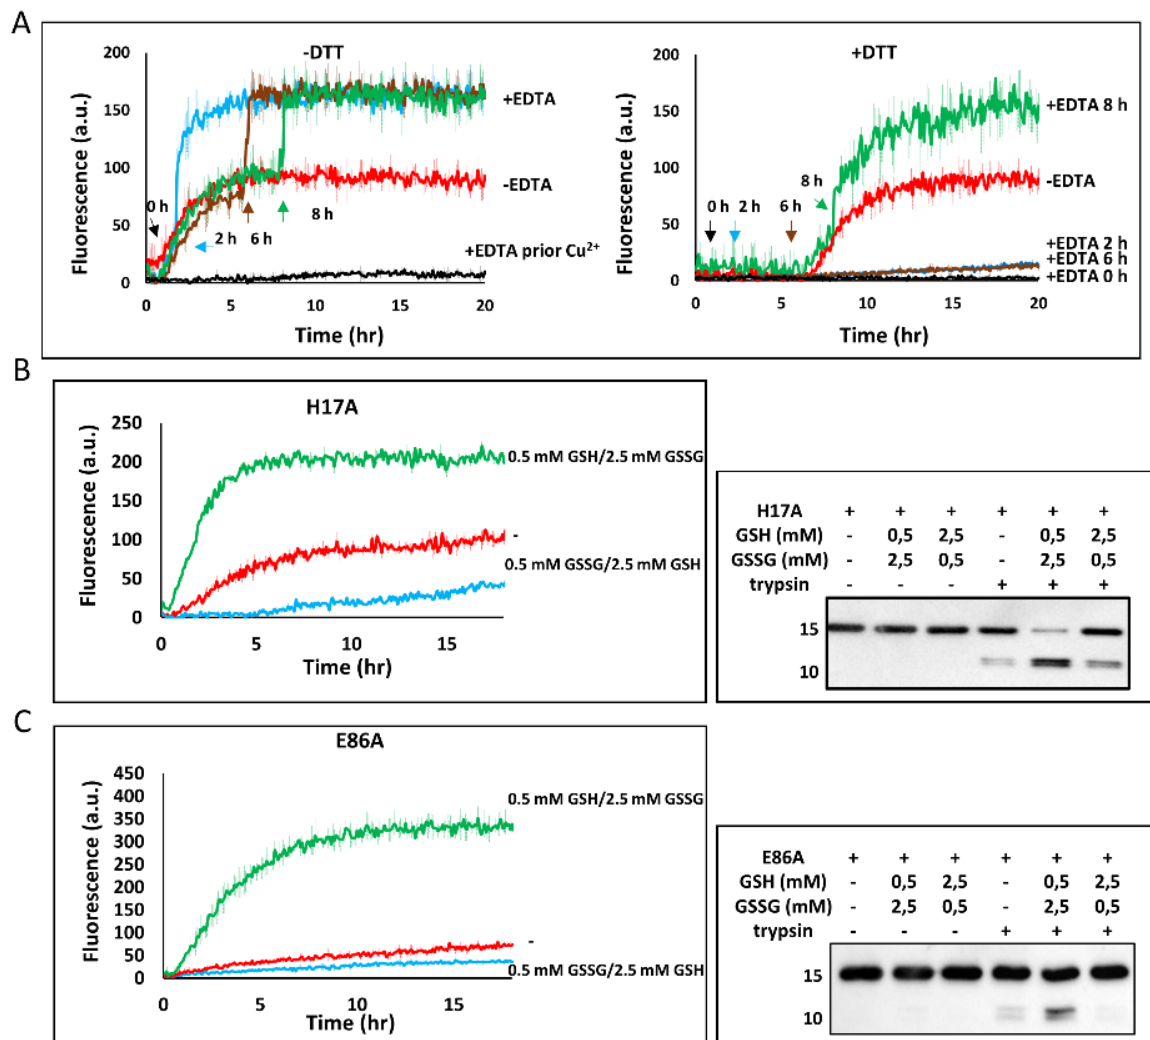 A
-DTT
Fluorescence (a.u.)
200
150
100
50
0
0 5 10 15 20
Time (hr)
0 h
2 h
6 h
8 h
+EDTA
-EDTA
+EDTA prior Cu²⁺
+DTT
Fluorescence (a.u.)
200
150
100
50
0
0 5 10 15 20
Time (hr)
0 h
2 h
6 h
8 h
+EDTA 8 h
-EDTA
+EDTA 2 h
+EDTA 6 h
+EDTA 0 h
B
H17A
Fluorescence (a.u.)
250
200
150
100
50
0
0 5 10 15
Time (hr)
0.5 mM GSH/2.5 mM GSSG
-
0.5 mM GSSG/2.5 mM GSH
H17A + + + + + +
GSH (mM) - 0,5 2,5 - 0,5 2,5
GSSG (mM) - 2,5 0,5 - 2,5 0,5
trypsin - - - + + +
15
10
C
E86A
Fluorescence (a.u.)
450
400
350
300
250
200
150
100
50
0
0 5 10 15
Time (hr)
0.5 mM GSH/2.5 mM GSSG
-
0.5 mM GSSG/2.5 mM GSH
E86A + + + + + +
GSH (mM) - 0,5 2,5 - 0,5 2,5
GSSG (mM) - 2,5 0,5 - 2,5 0,5
trypsin - - - + + +
15
10